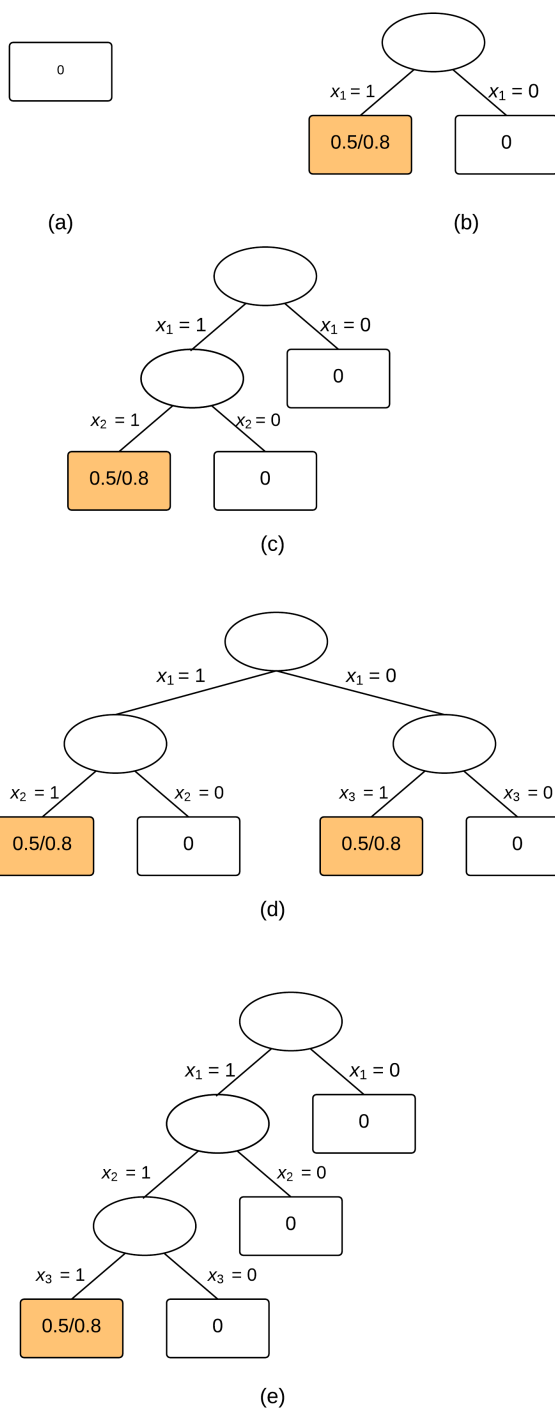 0
x₁ = 1
x₁ = 0
0.5/0.8
0
(a)
(b)
x₁ = 1
x₁ = 0
0
x₂ = 1
x₂ = 0
0.5/0.8
0
(c)
x₁ = 1
x₁ = 0
x₂ = 1
x₂ = 0
x₃ = 1
x₃ = 0
0.5/0.8
0
0.5/0.8
0
(d)
x₁ = 1
x₁ = 0
0
x₂ = 1
x₂ = 0
0
x₃ = 1
x₃ = 0
0.5/0.8
0
(e)